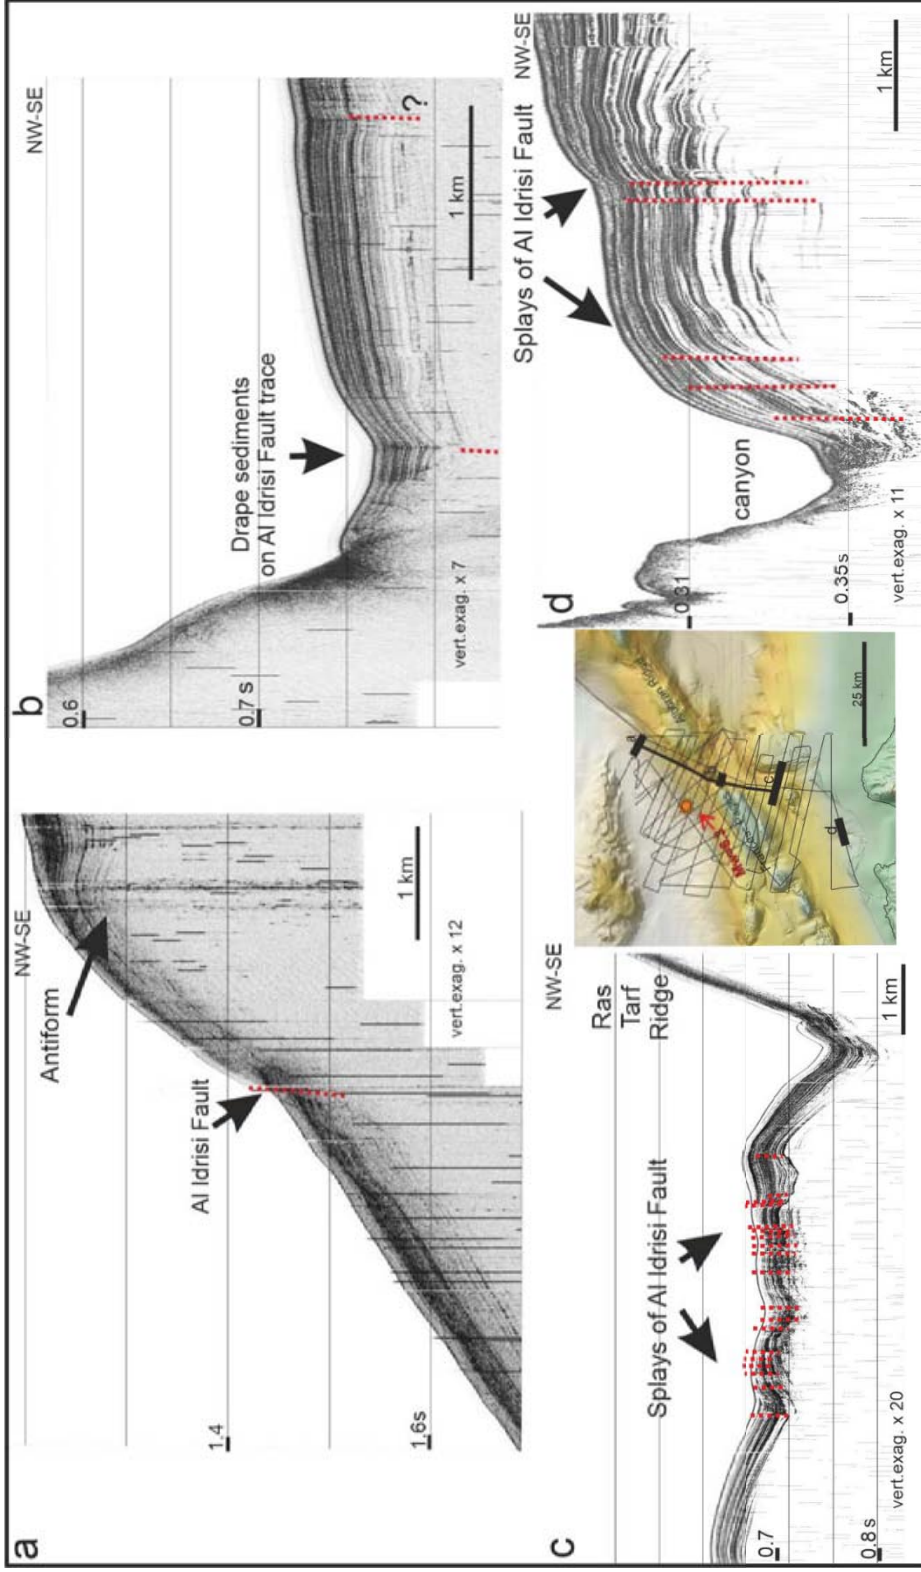 a
NW-SE
Antiform
Al Idrisi Fault
1.4
1.6s
1 km
vert.exag. x 12
b
NW-SE
0.6
0.7 s
Drape sediments
on Al Idrisi Fault trace
?
1 km
vert.exag. x 7
c
NW-SE
Ras
Tarf
Ridge
Splays of Al Idrisi Fault
0.7
0.8 s
1 km
vert.exag. x 20
a
c
d
25 km
d
NW-SE
Splays of Al Idrisi Fault
canyon
0.31
0.35s
1 km
vert.exag. x 11